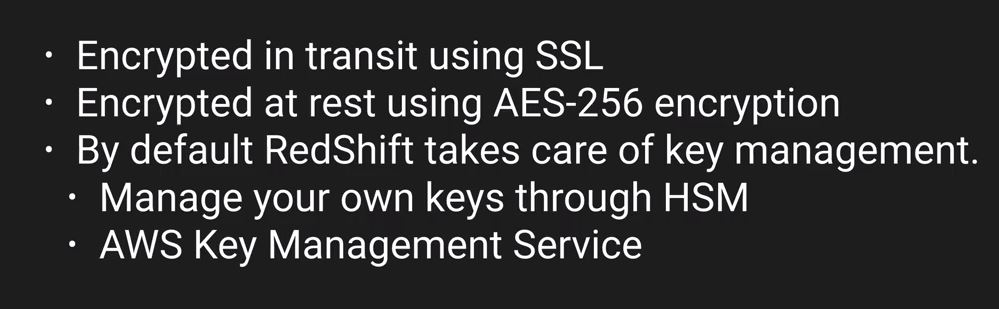 • Encrypted in transit using SSL
• Encrypted at rest using AES-256 encryption
• By default RedShift takes care of key management.
• Manage your own keys through HSM
• AWS Key Management Service